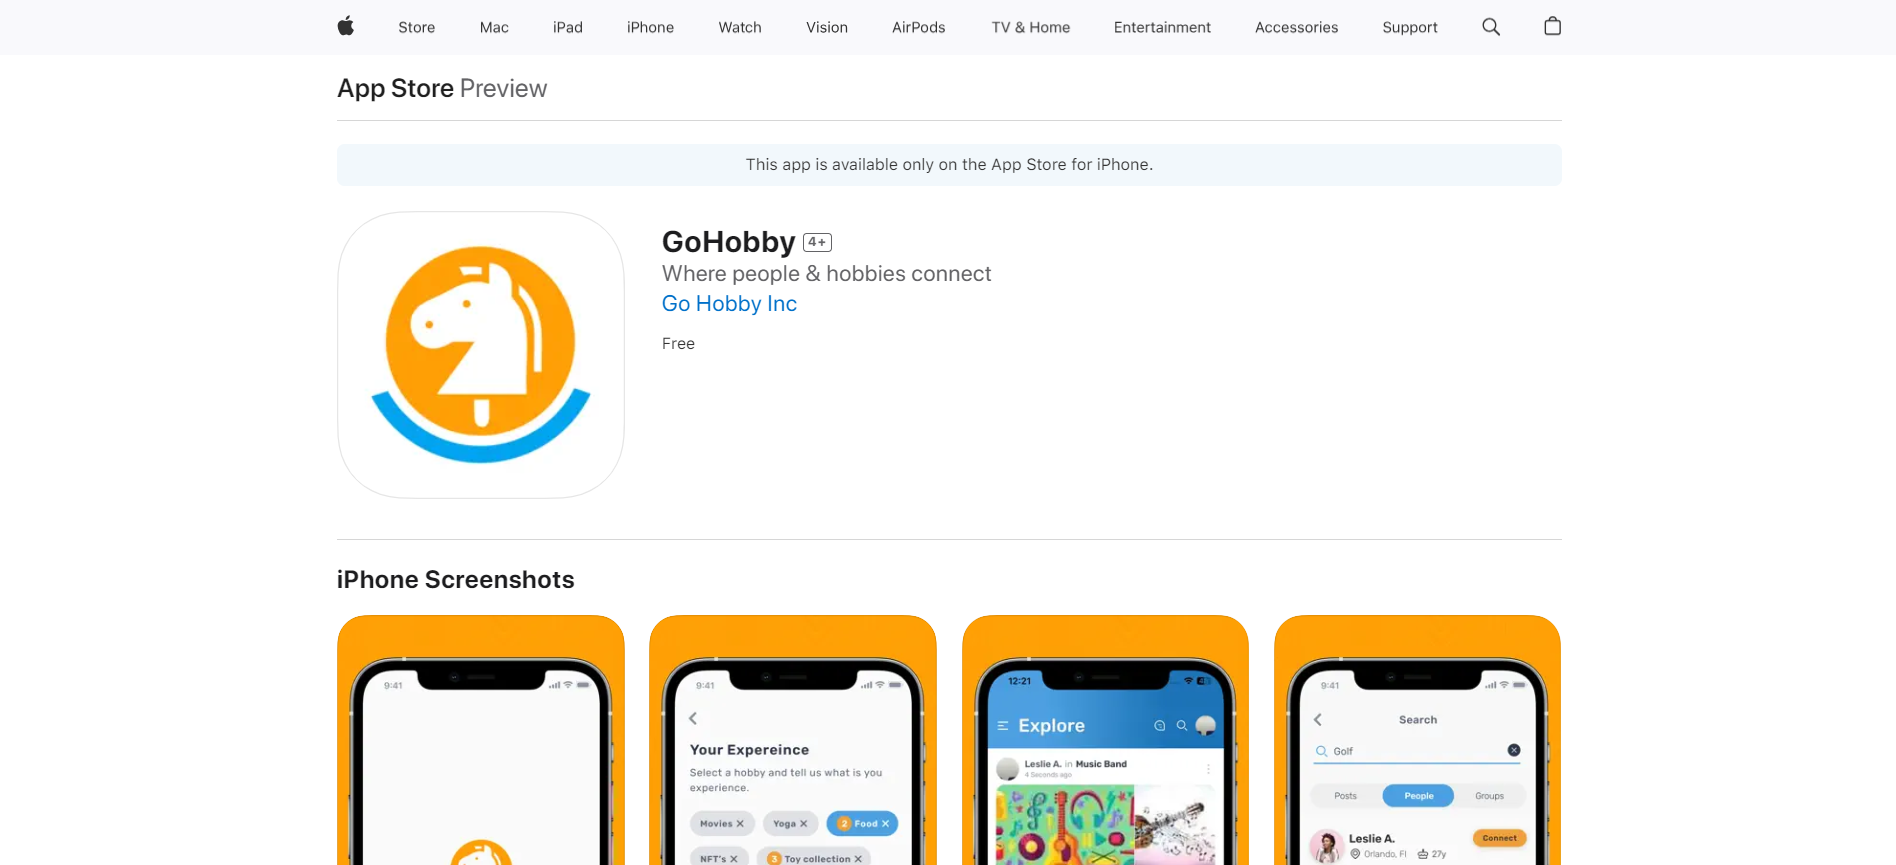 Store Mac iPad iPhone Watch Vision AirPods TV & Home Entertainment Accessories Support
App Store Preview
This app is available only on the App Store for iPhone.
GoHobby 4+
Where people & hobbies connect
Go Hobby Inc
Free
iPhone Screenshots
9:41
9:41
Your Expereince
Select a hobby and tell us what is you
experience.
Movies X Yoga X 2 Food X
NFT's X 3 Toy collection X
12:21
Explore
Leslie A. in Music Band
4 Seconds ago
9:41
Search
Golf
Posts People Groups
Leslie A.
Orlando, Fl 27y
Connect